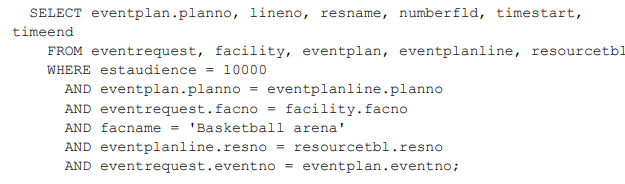 SELECT eventplan.planno, lineno, resname, numberfld, timestart,
timeend
FROM eventrequest, facility, eventplan, eventplanline, resourcetbl
WHERE estaudience = 10000
AND eventplan.planno = eventplanline.planno
AND eventrequest.facno = facility.facno
AND facname = 'Basketball arena'
AND eventplanline.resno = resourcetbl.resno
AND eventrequest.eventno = eventplan.eventno;